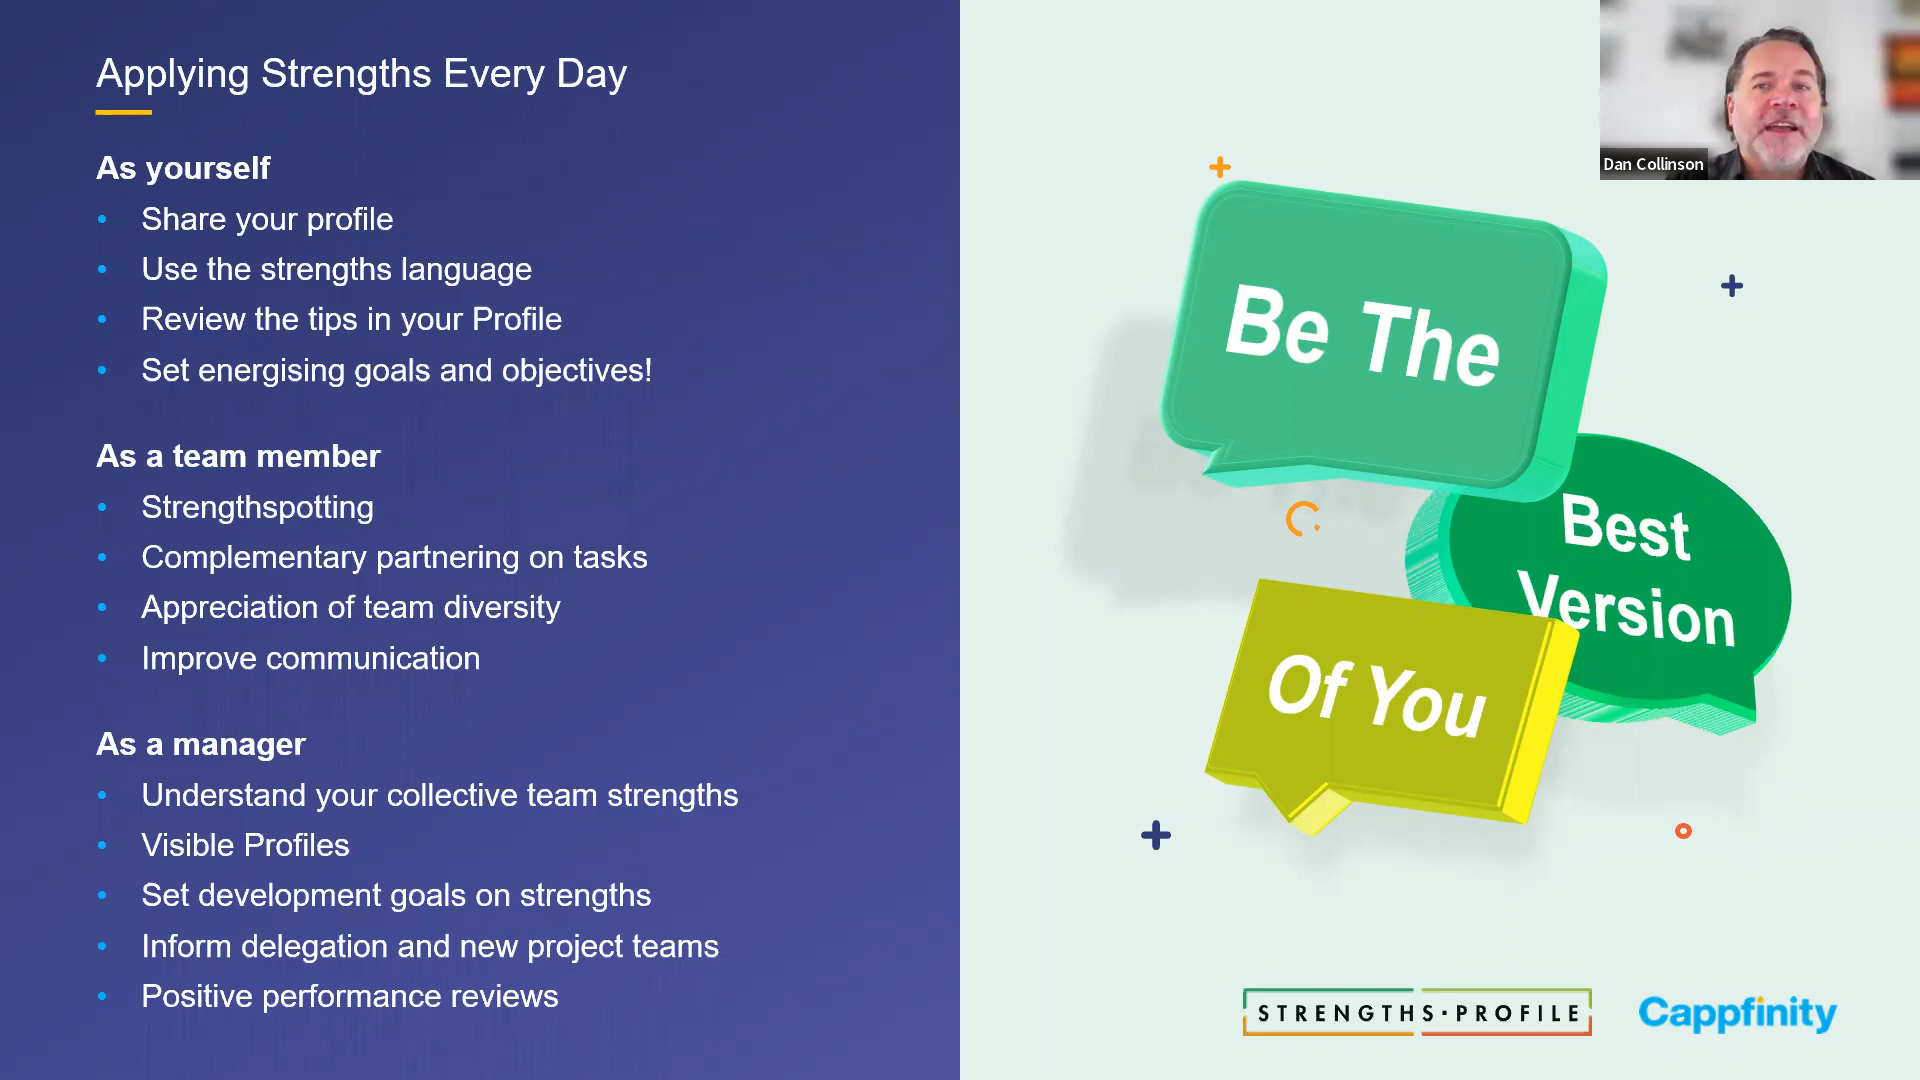 Applying Strengths Every Day
As yourself
• Share your profile
• Use the strengths language
• Review the tips in your Profile
• Set energising goals and objectives!
As a team member
• Strengthspotting
• Complementary partnering on tasks
• Appreciation of team diversity
• Improve communication
As a manager
• Understand your collective team strengths
• Visible Profiles
• Set development goals on strengths
• Inform delegation and new project teams
• Positive performance reviews
Dan Collinson
Be The
Best
Version
Of You
STRENGTHS·PROFILE
Cappfinity